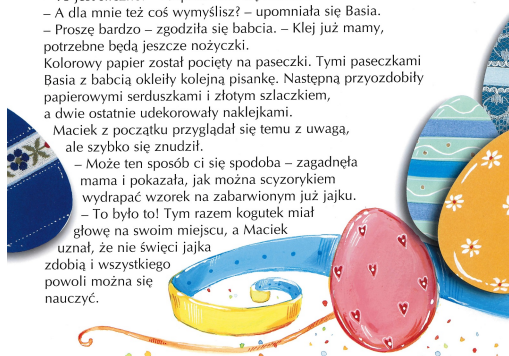 – A dla mnie też coś wymyślisz? – upomniała się Basia.
– Proszę bardzo – zgodziła się babcia. – Klej już mamy,
potrzebne będą jeszcze nożyczki.
Kolorowy papier został pocięty na paseczki. Tymi paseczkami
Basia z babcią okleiły kolejną pisankę. Następną przyozdobiły
papierowymi serduszkami i złotym szlaczkiem,
a dwie ostatnie udekorowały naklejkami.
Maciek z początku przyglądał się temu z uwagą,
ale szybko się znudził.
– Może ten sposób ci się spodoba – zagadnęła
mama i pokazała, jak można scyzorykiem
wydrapać wzorek na zabarwionym już jajku.
– To było to! Tym razem kogutek miał
głowę na swoim miejscu, a Maciek
uznał, że nie święci jajka
zdobią i wszystkiego
powoli można się
nauczyć.